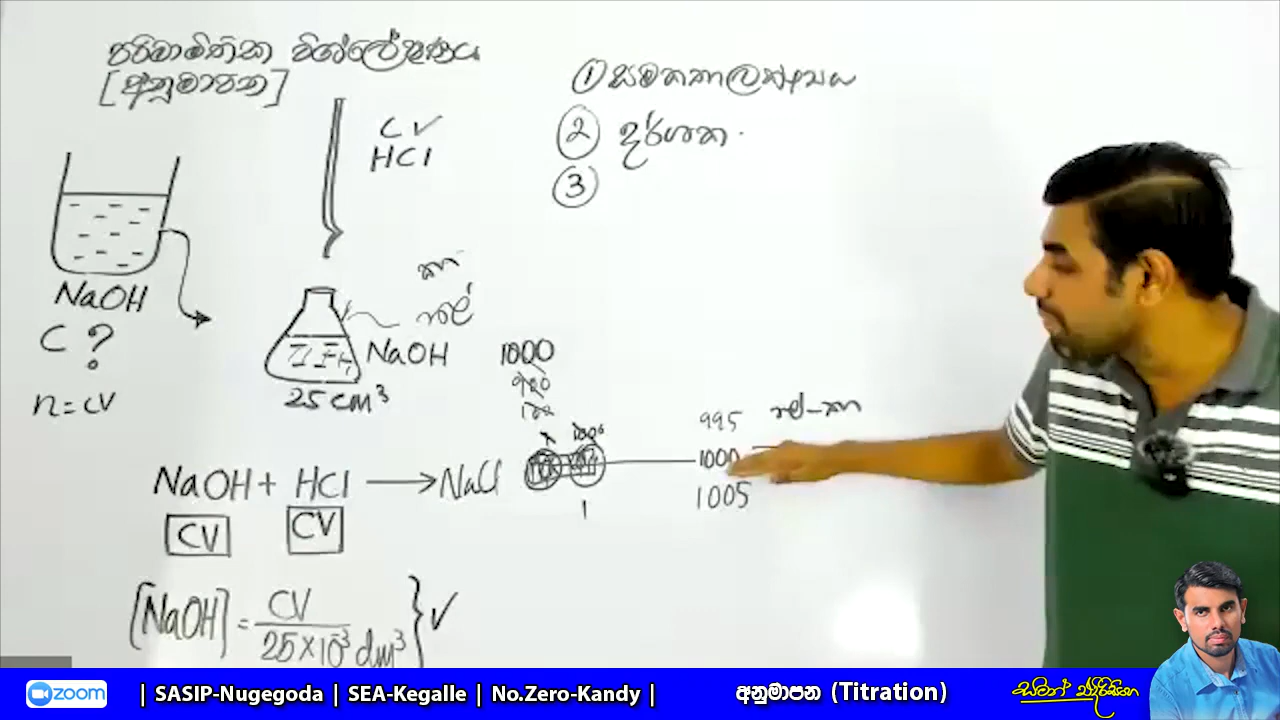 පරිමාමිතික විශ්ලේෂණය
[අනුමාපන]
① සමකතාලක්ෂ්‍යය
② දර්ශක
③
CV
HCl
NaOH
C ?
n = CV
NaOH
25 cm³
1000
995
1000
1005
NaOH + HCl → NaCl
CV CV
1
[NaOH] = CV / 25 × 10⁻³ dm³ } ✓
zoom | SASIP-Nugegoda | SEA-Kegalle | No.Zero-Kandy | අනුමාපන (Titration)